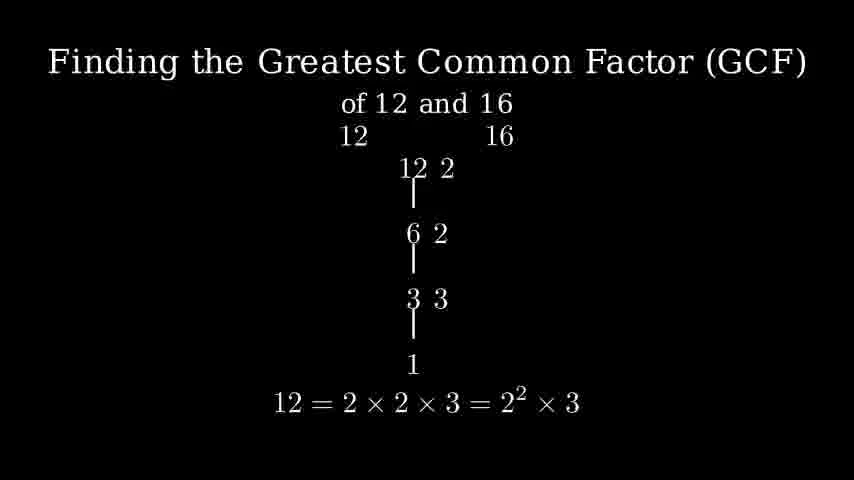 Finding the Greatest Common Factor (GCF)
of 12 and 16
12 16
12 2
6 2
3 3
1
12 = 2 × 2 × 3 = 2² × 3